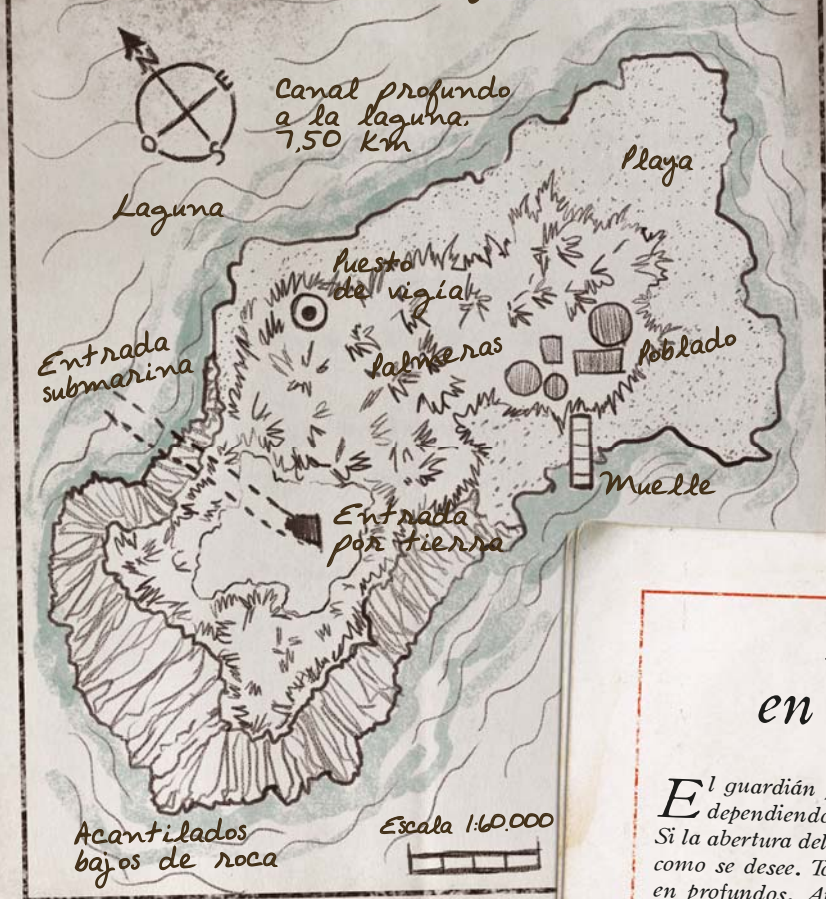 N
E
O
S
Canal profundo
a la laguna.
7,50 Km
Laguna
Playa
Puesto
de vigía
Entrada
submarina
Palmeras
Poblado
Muelle
Entrada
por tierra
Acantilados
bajos de roca
Escala 1:60.000
en
El guardián
dependiendo
Si la abertura del
como se desee.
en profundos.